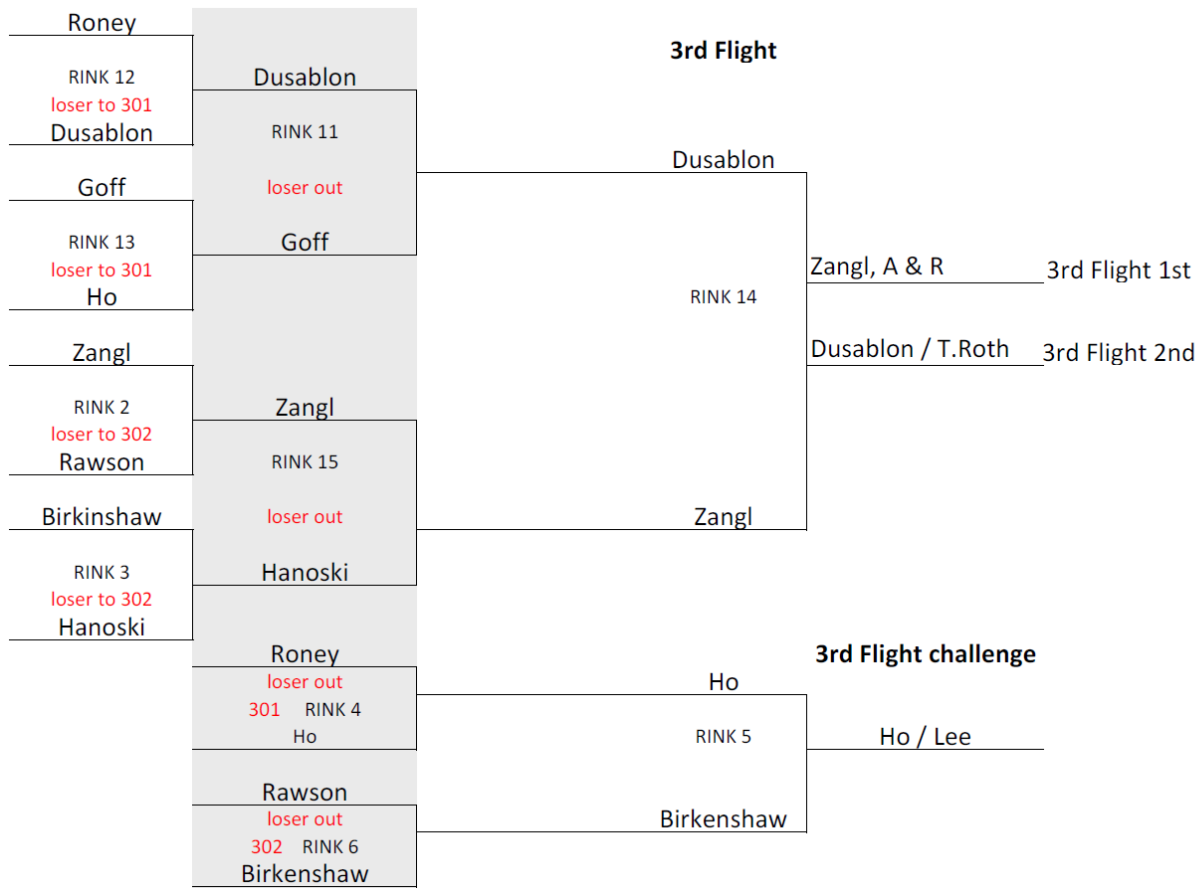 Roney
RINK 12
loser to 301
Dusablon
Goff
RINK 13
loser to 301
Ho
Zangl
RINK 2
loser to 302
Rawson
Birkinshaw
RINK 3
loser to 302
Hanoski
Dusablon
RINK 11
loser out
Goff
Zangl
RINK 15
loser out
Hanoski
Roney
loser out
301 RINK 4
Ho
Rawson
loser out
302 RINK 6
Birkenshaw
3rd Flight
Dusablon
RINK 14
Zangl
Zangl, A & R 3rd Flight 1st
Dusablon / T.Roth 3rd Flight 2nd
3rd Flight challenge
Ho
RINK 5
Birkenshaw
Ho / Lee